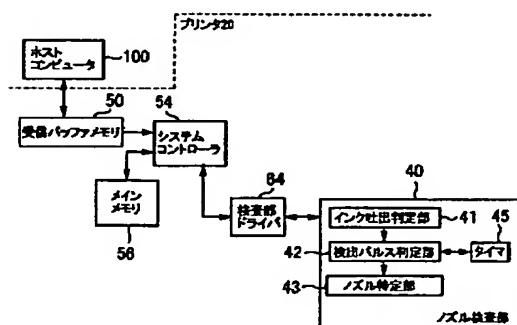 プリンタ20
ホスト
コンピュータ
100
50
受信バッファメモリ
54
システム
コントローラ
メイン
メモリ
56
64
検査部
ドライバ
40
インク吐出判定部
41
45
42
検出パルス判定部
タイマ
43
ノズル特定部
ノズル検査部